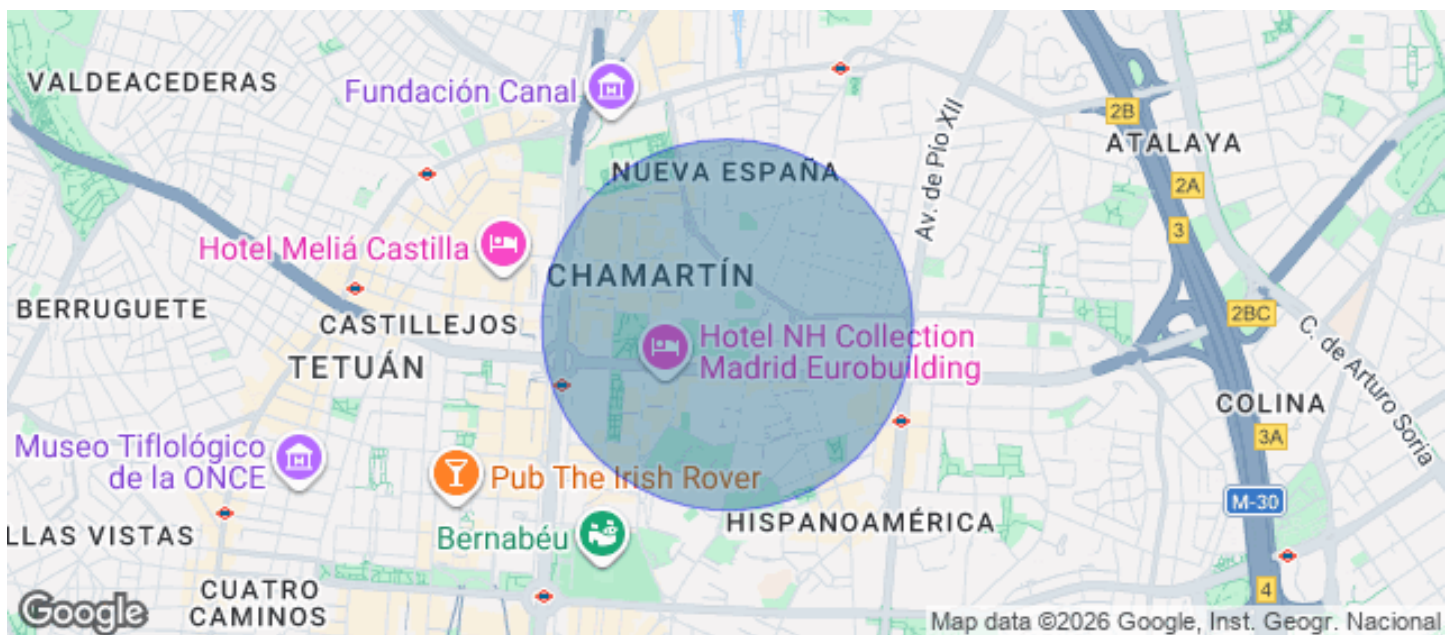 VALDEACEDERAS
Fundación Canal
2B
ATALAYA
NUEVA ESPAÑA
Av. de Pío XII
2A
3
Hotel Meliá Castilla
CHAMARTÍN
BERRUGUETE
CASTILLEJOS
2BC
TETUÁN
Hotel NH Collection
Madrid Eurobuilding
C. de Arturo Soria
COLINA
3A
Museo Tiflológico
de la ONCE
Pub The Irish Rover
M-30
LLAS VISTAS
Bernabéu
HISPANOAMÉRICA
CUATRO
CAMINOS
4
Google
Map data ©2026 Google, Inst. Geogr. Nacional